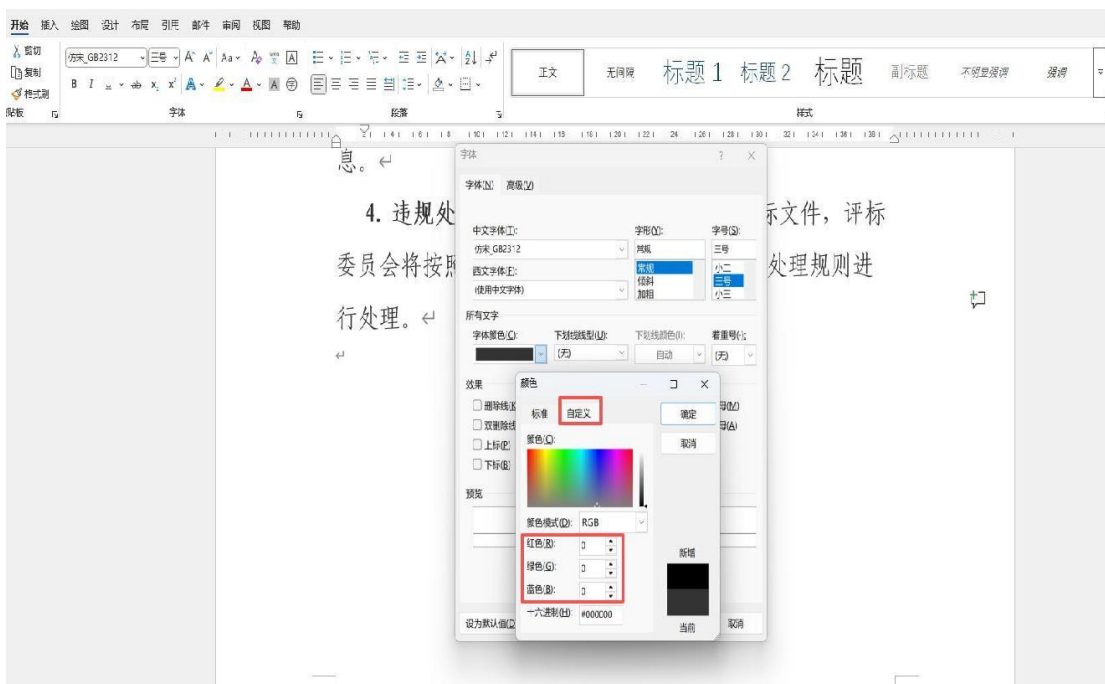 开始 插入 绘图 设计 布局 引用 邮件 审阅 视图 帮助
剪切
仿宋_GB2312 三号 A A Aa
复制
格式刷
B I ab x x A A A
正文 无间隔 标题 1 标题 2 标题 副标题 不明显强调 强调
贴板 字体 段落 样式
息。
4. 违规处
示文件，评标
委员会将按照
处理规则进
行处理。
字体
字体(N) 高级(V)
中文字体(T): 字形(Y): 字号(S):
仿宋_GB2312 常规 三号
西文字体(F): 常规 小二
(使用中文字体) 倾斜 三号
加粗 小三
所有文字
字体颜色(C): 下划线线型(U): 下划线颜色(I): 着重号(·):
(无) 自动 (无)
效果
删除线(K
双删除线
上标(P)
下标(B)
母(M)
母(A)
预览
设为默认值(D 取消
颜色
标准 自定义 确定
颜色(C): 取消
颜色模式(D): RGB
红色(R): 0
绿色(G): 0
蓝色(B): 0
十六进制(H): #000000
新增
当前